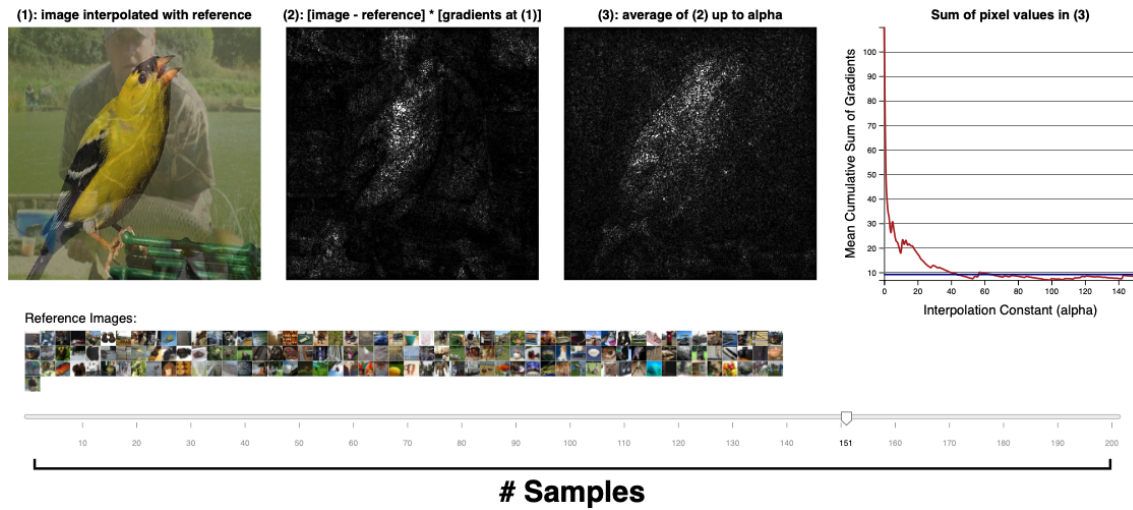 (1): image interpolated with reference
(2): [image - reference] * [gradients at (1)]
(3): average of (2) up to alpha
Sum of pixel values in (3)
Mean Cumulative Sum of Gradients
100
90
80
70
60
50
40
30
20
10
0 20 40 60 80 100 120 140
Interpolation Constant (alpha)
Reference Images:
10 20 30 40 50 60 70 80 90 100 110 120 130 140 151 160 170 180 190 200
# Samples